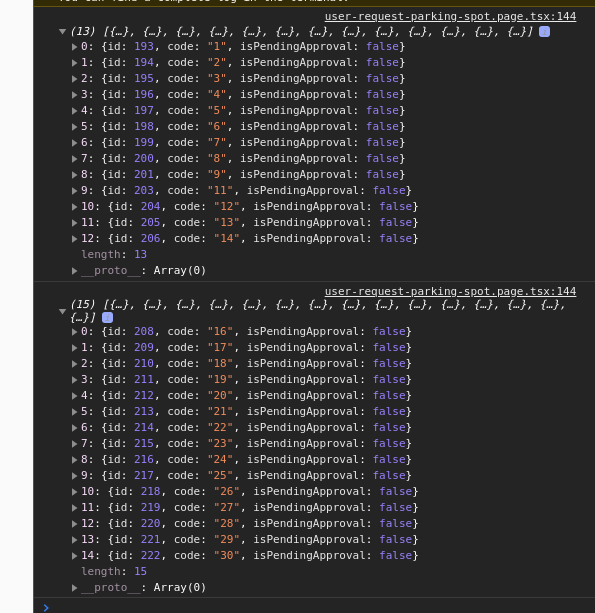 user-request-parking-spot.page.tsx:144
(13) [{…}, {…}, {…}, {…}, {…}, {…}, {…}, {…}, {…}, {…}, {…}, {…}, {…}]
0: {id: 193, code: "1", isPendingApproval: false}
1: {id: 194, code: "2", isPendingApproval: false}
2: {id: 195, code: "3", isPendingApproval: false}
3: {id: 196, code: "4", isPendingApproval: false}
4: {id: 197, code: "5", isPendingApproval: false}
5: {id: 198, code: "6", isPendingApproval: false}
6: {id: 199, code: "7", isPendingApproval: false}
7: {id: 200, code: "8", isPendingApproval: false}
8: {id: 201, code: "9", isPendingApproval: false}
9: {id: 203, code: "11", isPendingApproval: false}
10: {id: 204, code: "12", isPendingApproval: false}
11: {id: 205, code: "13", isPendingApproval: false}
12: {id: 206, code: "14", isPendingApproval: false}
length: 13
__proto__: Array(0)
user-request-parking-spot.page.tsx:144
(15) [{…}, {…}, {…}, {…}, {…}, {…}, {…}, {…}, {…}, {…}, {…}, {…}, {…}, {…},
{…}]
0: {id: 208, code: "16", isPendingApproval: false}
1: {id: 209, code: "17", isPendingApproval: false}
2: {id: 210, code: "18", isPendingApproval: false}
3: {id: 211, code: "19", isPendingApproval: false}
4: {id: 212, code: "20", isPendingApproval: false}
5: {id: 213, code: "21", isPendingApproval: false}
6: {id: 214, code: "22", isPendingApproval: false}
7: {id: 215, code: "23", isPendingApproval: false}
8: {id: 216, code: "24", isPendingApproval: false}
9: {id: 217, code: "25", isPendingApproval: false}
10: {id: 218, code: "26", isPendingApproval: false}
11: {id: 219, code: "27", isPendingApproval: false}
12: {id: 220, code: "28", isPendingApproval: false}
13: {id: 221, code: "29", isPendingApproval: false}
14: {id: 222, code: "30", isPendingApproval: false}
length: 15
__proto__: Array(0)